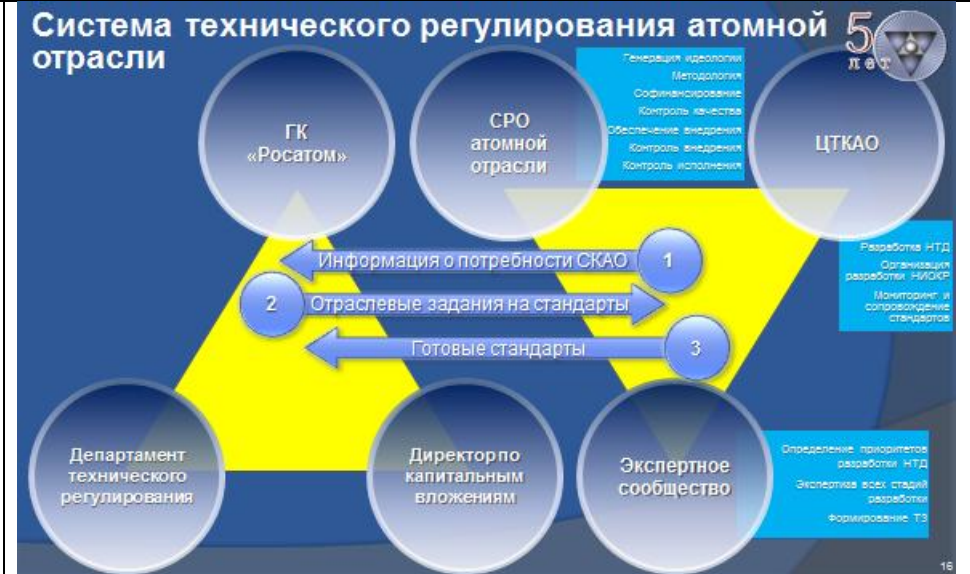 Система технического регулирования атомной
отрасли
50
лет
ГК
«Росатом»
СРО
атомной
отрасли
Генерация идеологии
Методология
Софинансирование
Контроль качества
Обеспечение внедрения
Контроль внедрения
Контроль исполнения
ЦТКАО
Информация о потребности СКАО
1
2
Отраслевые задания на стандарты
Готовые стандарты
3
Разработка НТД
Организация
разработки НИОКР
Мониторинг и
сопровождение
стандартов
Департамент
технического
регулирования
Директор по
капитальным
вложениям
Экспертное
сообщество
Определение приоритетов
разработки НТД
Экспертиза всех стадий
разработки
Формирование ТЗ
16